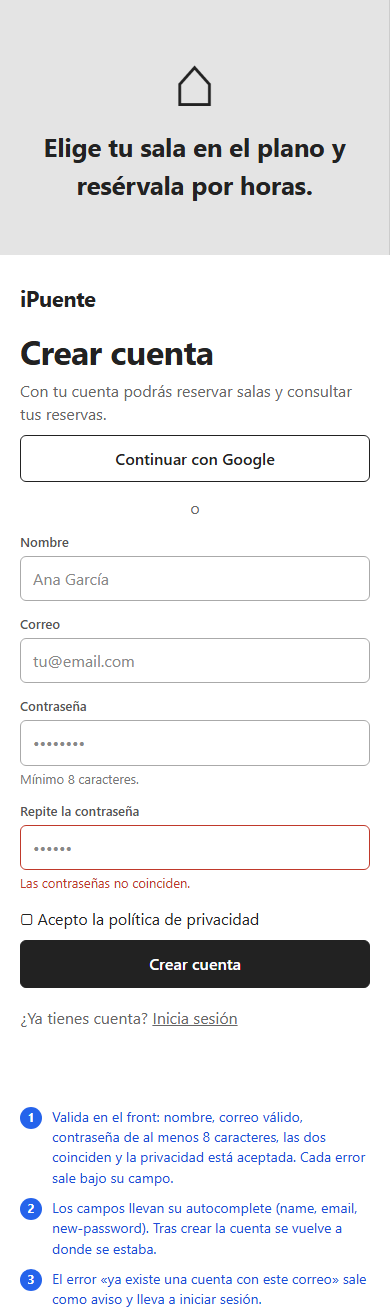 Elige tu sala en el plano y
resérvala por horas.
iPuente
Crear cuenta
Con tu cuenta podrás reservar salas y consultar
tus reservas.
Continuar con Google
o
Nombre
Ana García
Correo
tu@email.com
Contraseña
••••••••
Mínimo 8 caracteres.
Repite la contraseña
••••••
Las contraseñas no coinciden.
Acepto la política de privacidad
Crear cuenta
¿Ya tienes cuenta? Inicia sesión
1 Valida en el front: nombre, correo válido,
contraseña de al menos 8 caracteres, las dos
coinciden y la privacidad está aceptada. Cada error
sale bajo su campo.
2 Los campos llevan su autocomplete (name, email,
new-password). Tras crear la cuenta se vuelve a
donde se estaba.
3 El error «ya existe una cuenta con este correo» sale
como aviso y lleva a iniciar sesión.